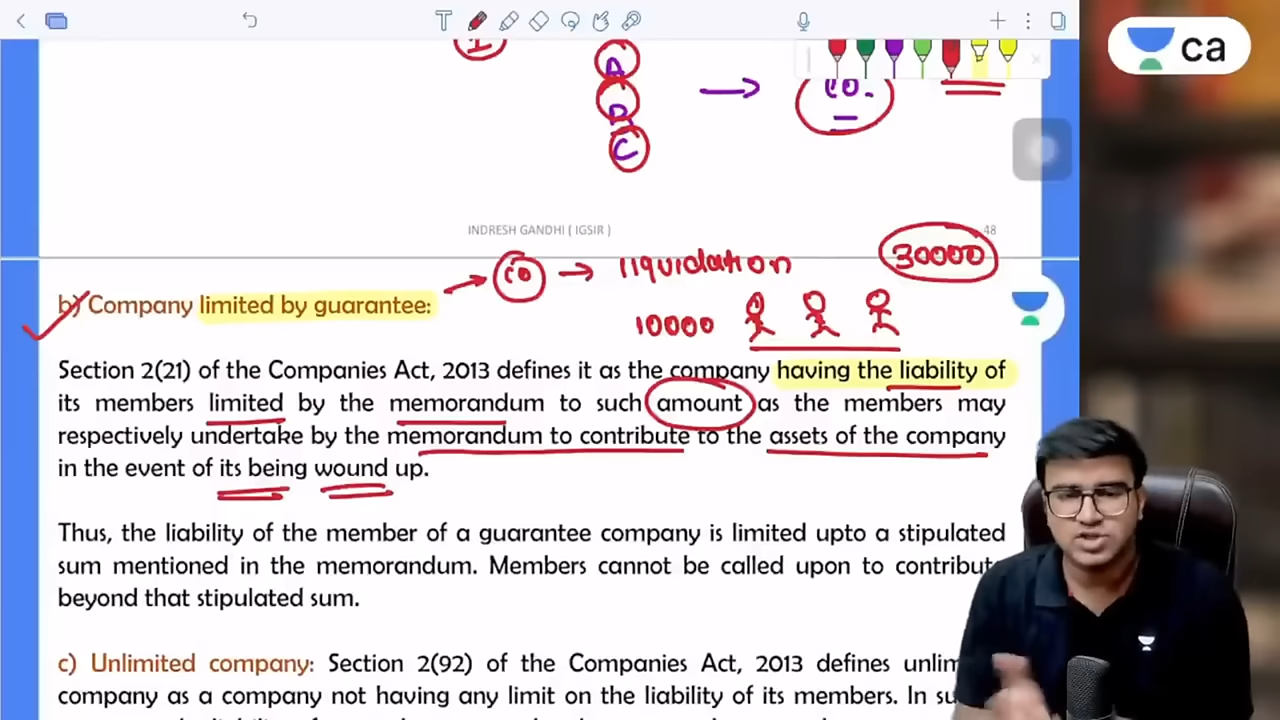 T
ca
I
A
B
C
CO.
INDRESH GANDHI ( IGSIR )
48
CO → liquidation
30000
b) Company limited by guarantee:
10000
Section 2(21) of the Companies Act, 2013 defines it as the company having the liability of
its members limited by the memorandum to such amount as the members may
respectively undertake by the memorandum to contribute to the assets of the company
in the event of its being wound up.
Thus, the liability of the member of a guarantee company is limited upto a stipulated
sum mentioned in the memorandum. Members cannot be called upon to contribute
beyond that stipulated sum.
c) Unlimited company: Section 2(92) of the Companies Act, 2013 defines
company as a company not having any limit on the liability of its members. In